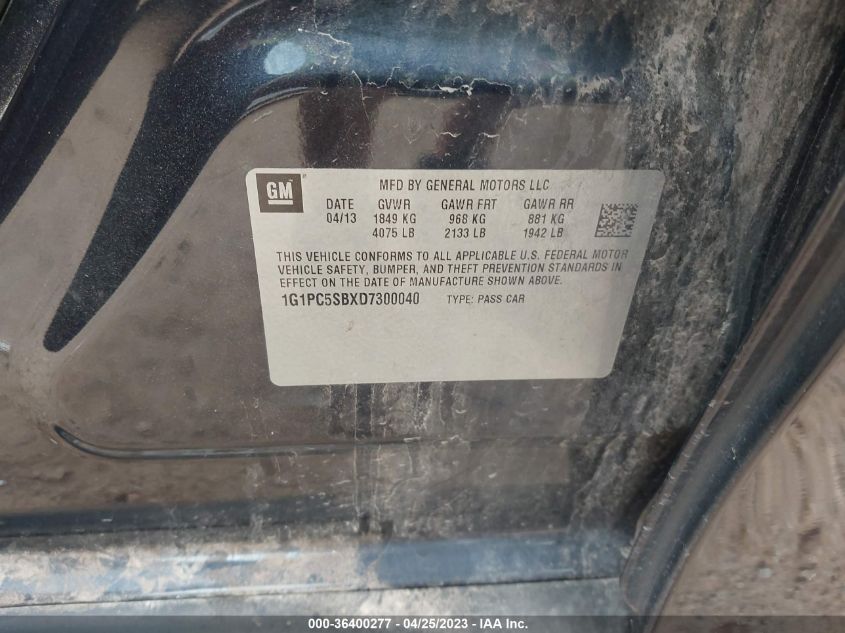 GM
MFD BY GENERAL MOTORS LLC
DATE GVWR GAWR FRT GAWR RR
04/13 1849 KG 968 KG 881 KG
4075 LB 2133 LB 1942 LB
THIS VEHICLE CONFORMS TO ALL APPLICABLE U.S. FEDERAL MOTOR
VEHICLE SAFETY, BUMPER, AND THEFT PREVENTION STANDARDS IN
EFFECT ON THE DATE OF MANUFACTURE SHOWN ABOVE.
1G1PC5SBXD7300040 TYPE: PASS CAR
000-36400277 - 04/25/2023 - IAA Inc.